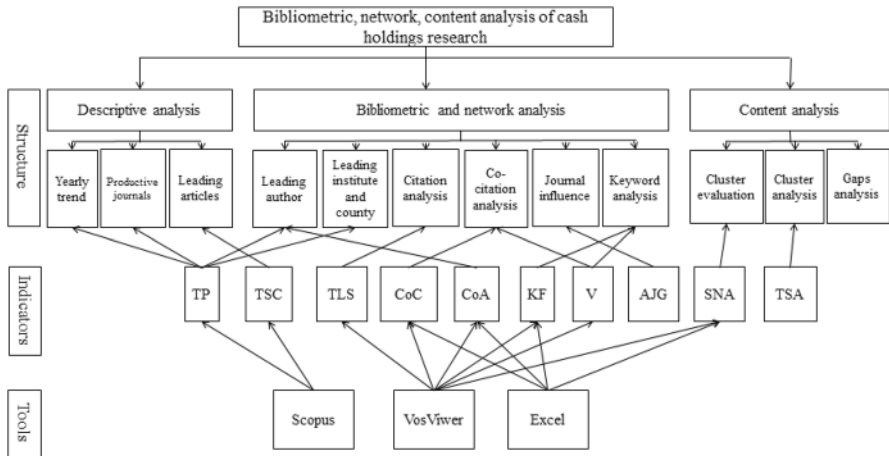 Bibliometric, network, content analysis of cash
holdings research
Structure
Descriptive analysis
Bibliometric and network analysis
Content analysis
Yearly
trend
Productive
journals
Leading
articles
Leading
author
Leading
institute
and
county
Citation
analysis
Co-
citation
analysis
Journal
influence
Keyword
analysis
Cluster
evaluation
Cluster
analysis
Gaps
analysis
Indicators
TP
TSC
TLS
CoC
CoA
KF
V
AJG
SNA
TSA
Tools
Scopus
VosViwer
Excel